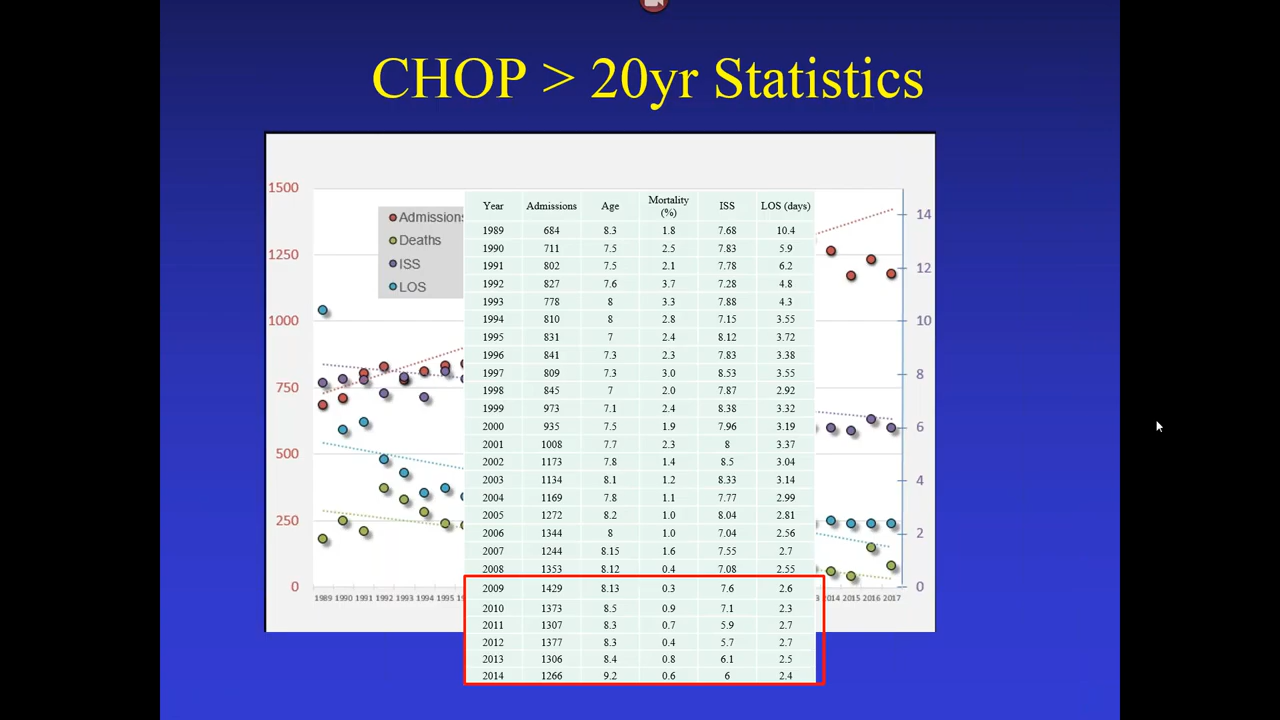 CHOP > 20yr Statistics
1500
1250
1000
750
500
250
0
Admissions
Deaths
ISS
LOS
14
12
10
8
6
4
2
0
1989 1990 1991 1992 1993 1994 1995
2014 2015 2016 2017
Year Admissions Age Mortality (%) ISS LOS (days)
1989 684 8.3 1.8 7.68 10.4
1990 711 7.5 2.5 7.83 5.9
1991 802 7.5 2.1 7.78 6.2
1992 827 7.6 3.7 7.28 4.8
1993 778 8 3.3 7.88 4.3
1994 810 8 2.8 7.15 3.55
1995 831 7 2.4 8.12 3.72
1996 841 7.3 2.3 7.83 3.38
1997 809 7.3 3.0 8.53 3.55
1998 845 7 2.0 7.87 2.92
1999 973 7.1 2.4 8.38 3.32
2000 935 7.5 1.9 7.96 3.19
2001 1008 7.7 2.3 8 3.37
2002 1173 7.8 1.4 8.5 3.04
2003 1134 8.1 1.2 8.33 3.14
2004 1169 7.8 1.1 7.77 2.99
2005 1272 8.2 1.0 8.04 2.81
2006 1344 8 1.0 7.04 2.56
2007 1244 8.15 1.6 7.55 2.7
2008 1353 8.12 0.4 7.08 2.55
2009 1429 8.13 0.3 7.6 2.6
2010 1373 8.5 0.9 7.1 2.3
2011 1307 8.3 0.7 5.9 2.7
2012 1377 8.3 0.4 5.7 2.7
2013 1306 8.4 0.8 6.1 2.5
2014 1266 9.2 0.6 6 2.4